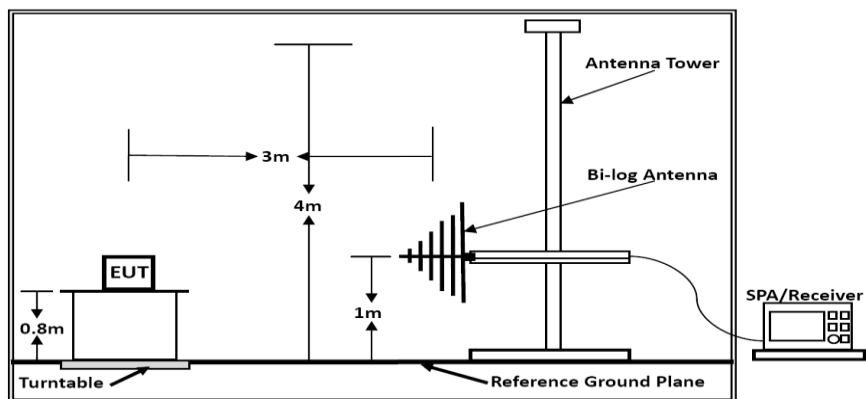 Antenna Tower
3m
Bi-log Antenna
4m
EUT
SPA/Receiver
0.8m
1m
Turntable
Reference Ground Plane